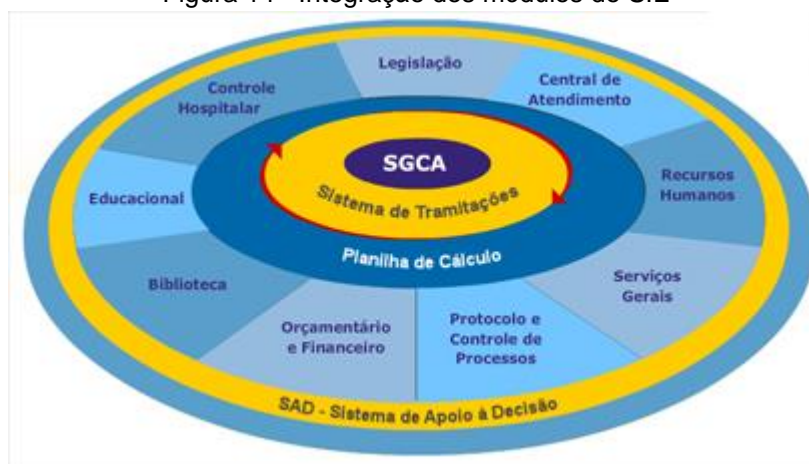 Figura 14 - Integração dos módulos do SIE
Legislação
Controle
Hospitalar
Central de
Atendimento
SGCA
Sistema de Tramitações
Recursos
Humanos
Educacional
Planilha de Cálculo
Biblioteca
Serviços
Gerais
Orçamentário
e Financeiro
Protocolo e
Controle de
Processos
SAD - Sistema de Apoio à Decisão